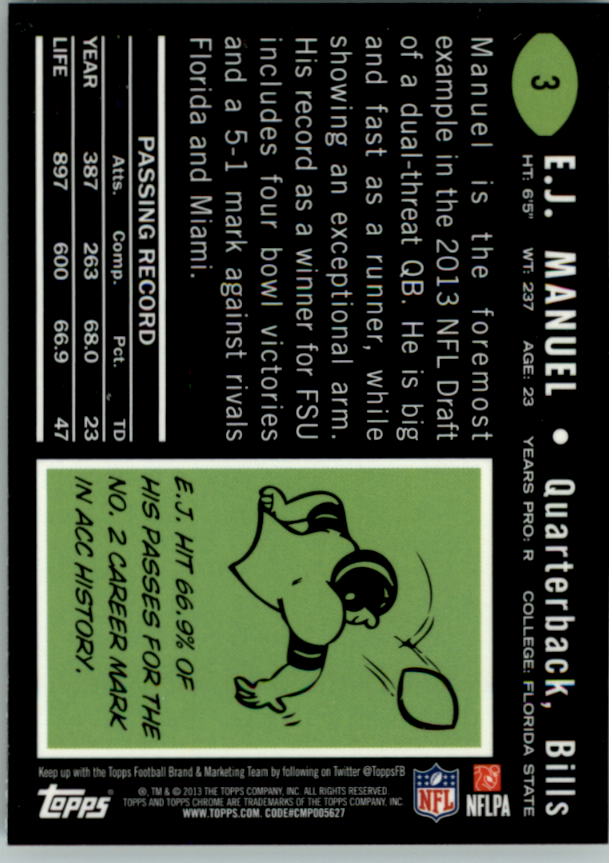 3
E.J. MANUEL • Quarterback, Bills
HT: 6'5" WT: 237 AGE: 23 YEARS PRO: R COLLEGE: FLORIDA STATE
Manuel is the foremost
example in the 2013 NFL Draft
of a dual-threat QB. He is big
and fast as a runner, while
showing an exceptional arm.
His record as a winner for FSU
includes four bowl victories
and a 5-1 mark against rivals
Florida and Miami.
PASSING RECORD
Atts. Comp. Pct. TD
YEAR 387 263 68.0 23
LIFE 897 600 66.9 47
E.J. HIT 66.9% OF
HIS PASSES FOR THE
NO. 2 CAREER MARK
IN ACC HISTORY.
NFL
NFLPA
Keep up with the Topps Football Brand & Marketing Team by following on Twitter @ToppsFB
topps®
®, TM & © 2013 THE TOPPS COMPANY, INC. ALL RIGHTS RESERVED.
TOPPS AND TOPPS CHROME ARE TRADEMARKS OF THE TOPPS COMPANY, INC.
WWW.TOPPS.COM. CODE#CMP005627